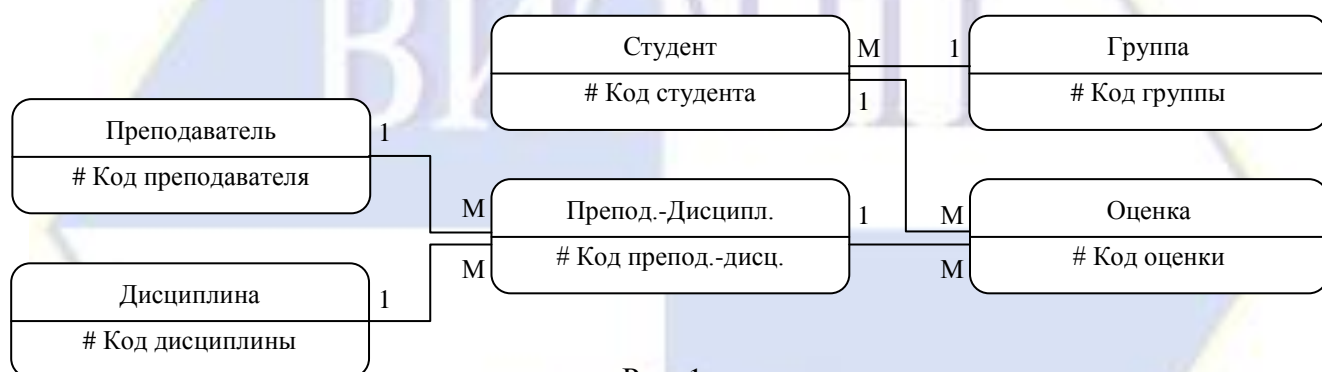 ВИ
Студент
М
1
Группа
# Код студента
1
# Код группы
Преподаватель
1
# Код преподавателя
М
Препод.-Дисципл.
1
М
Оценка
М
# Код препод.-дисц.
М
# Код оценки
Дисциплина
1
# Код дисциплины